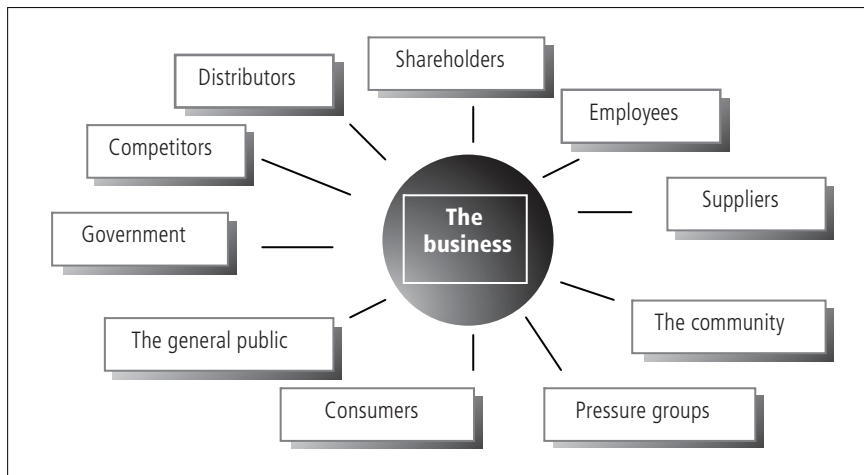 Shareholders
Distributors
Employees
Competitors
Suppliers
The
business
Government
The community
The general public
Consumers
Pressure groups